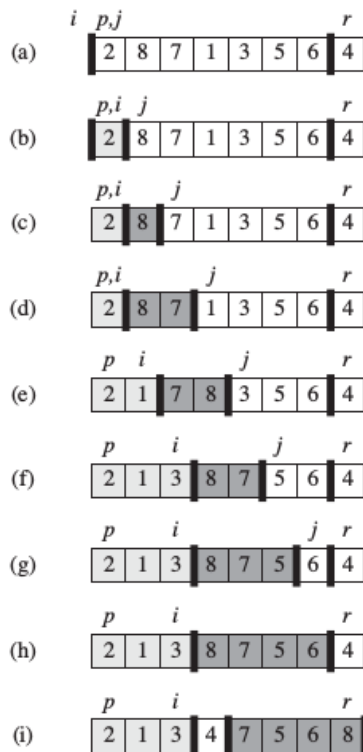 i p,j r
(a) 2 8 7 1 3 5 6 4
p,i j r
(b) 2 8 7 1 3 5 6 4
p,i j r
(c) 2 8 7 1 3 5 6 4
p,i j r
(d) 2 8 7 1 3 5 6 4
p i j r
(e) 2 1 7 8 3 5 6 4
p i j r
(f) 2 1 3 8 7 5 6 4
p i j r
(g) 2 1 3 8 7 5 6 4
p i r
(h) 2 1 3 8 7 5 6 4
p i r
(i) 2 1 3 4 7 5 6 8